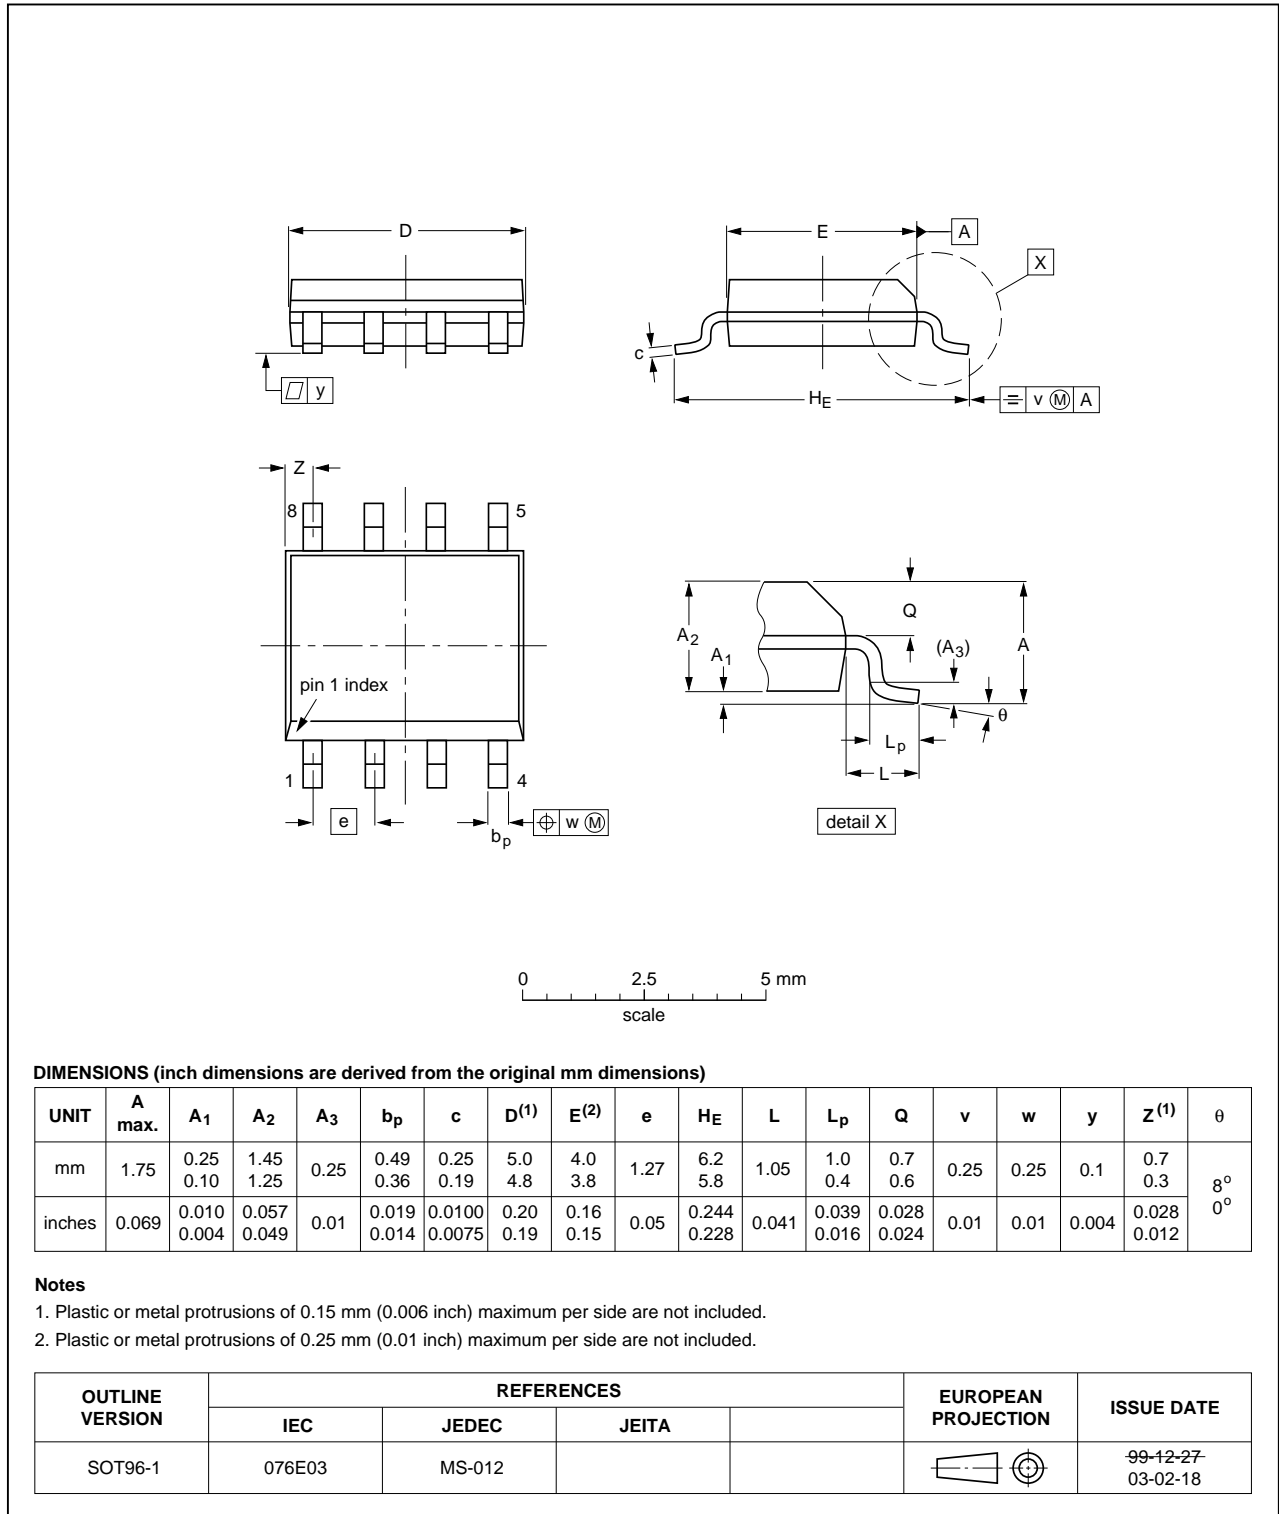 D
E
A
X
c
y
HE
v M A
Z
8
5
pin 1 index
1
4
e
bp
w M
A2
A1
Q
(A3)
A
θ
Lp
L
detail X
0 2.5 5 mm
scale
DIMENSIONS (inch dimensions are derived from the original mm dimensions)
UNIT A max. A1 A2 A3 bp c D(1) E(2) e HE L Lp Q v w y Z(1) θ
mm 1.75 0.25 0.10 1.45 1.25 0.25 0.49 0.36 0.25 0.19 5.0 4.8 4.0 3.8 1.27 6.2 5.8 1.05 1.0 0.4 0.7 0.6 0.25 0.25 0.1 0.7 0.3 8° 0°
inches 0.069 0.010 0.004 0.057 0.049 0.01 0.019 0.014 0.0100 0.0075 0.20 0.19 0.16 0.15 0.05 0.244 0.228 0.041 0.039 0.016 0.028 0.024 0.01 0.01 0.004 0.028 0.012
Notes
1. Plastic or metal protrusions of 0.15 mm (0.006 inch) maximum per side are not included.
2. Plastic or metal protrusions of 0.25 mm (0.01 inch) maximum per side are not included.
OUTLINE VERSION REFERENCES EUROPEAN PROJECTION ISSUE DATE
IEC JEDEC JEITA
SOT96-1 076E03 MS-012 99-12-27
03-02-18